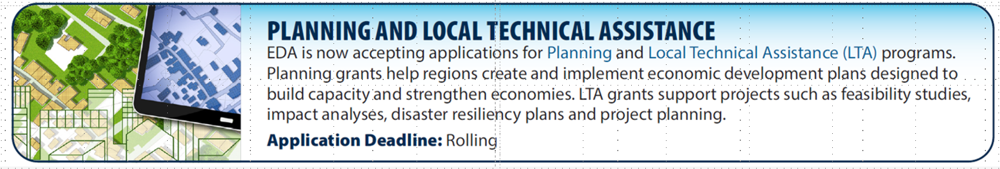 PLANNING AND LOCAL TECHNICAL ASSISTANCE
EDA is now accepting applications for Planning and Local Technical Assistance (LTA) programs.
Planning grants help regions create and implement economic development plans designed to
build capacity and strengthen economies. LTA grants support projects such as feasibility studies,
impact analyses, disaster resiliency plans and project planning.
Application Deadline: Rolling